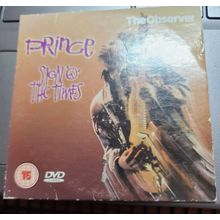 The Observer
PRINCE
SIGN "☮" THE TIMES
15
DVD